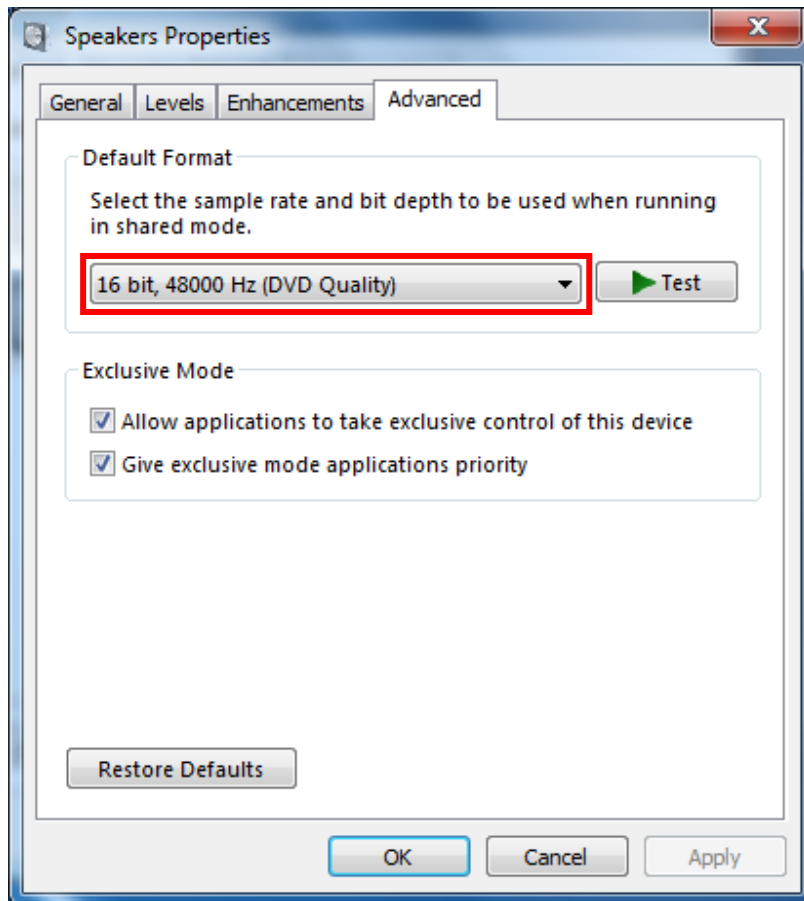 Speakers Properties
General Levels Enhancements Advanced
Default Format
Select the sample rate and bit depth to be used when running
in shared mode.
16 bit, 48000 Hz (DVD Quality) Test
Exclusive Mode
Allow applications to take exclusive control of this device
Give exclusive mode applications priority
Restore Defaults
OK Cancel Apply